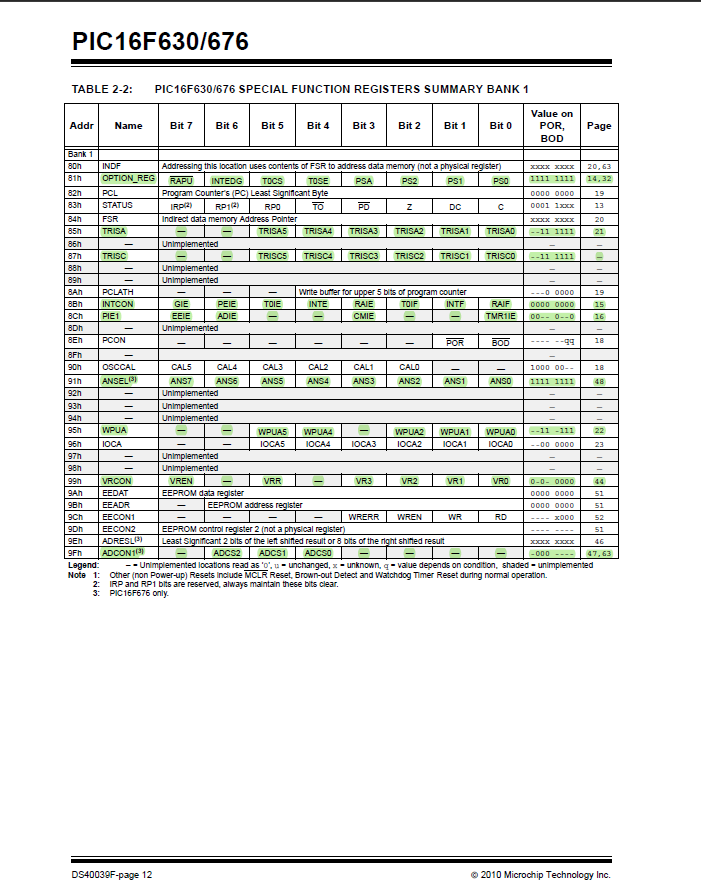 PIC16F630/676
TABLE 2-2: PIC16F630/676 SPECIAL FUNCTION REGISTERS SUMMARY BANK 1
Addr Name Bit 7 Bit 6 Bit 5 Bit 4 Bit 3 Bit 2 Bit 1 Bit 0 Value on POR, BOD Page
Bank 1
80h INDF Addressing this location uses contents of FSR to address data memory (not a physical register) xxxx xxxx 20,63
81h OPTION_REG RAPU INTEDG T0CS T0SE PSA PS2 PS1 PS0 1111 1111 14,32
82h PCL Program Counter's (PC) Least Significant Byte 0000 0000 19
83h STATUS IRP(2) RP1(2) RP0 TO PD Z DC C 0001 1xxx 13
84h FSR Indirect data memory Address Pointer xxxx xxxx 20
85h TRISA — — TRISA5 TRISA4 TRISA3 TRISA2 TRISA1 TRISA0 --11 1111 21
86h — Unimplemented — —
87h TRISC — — TRISC5 TRISC4 TRISC3 TRISC2 TRISC1 TRISC0 --11 1111 —
88h — Unimplemented — —
89h — Unimplemented — —
8Ah PCLATH — — — Write buffer for upper 5 bits of program counter ---0 0000 19
8Bh INTCON GIE PEIE T0IE INTE RAIE T0IF INTF RAIF 0000 0000 15
8Ch PIE1 EEIE ADIE — — CMIE — — TMR1IE 00-- 0--0 16
8Dh — Unimplemented — —
8Eh PCON — — — — — — POR BOD ---- --qq 18
8Fh — — —
90h OSCCAL CAL5 CAL4 CAL3 CAL2 CAL1 CAL0 — — 1000 00-- 18
91h ANSEL(3) ANS7 ANS6 ANS5 ANS4 ANS3 ANS2 ANS1 ANS0 1111 1111 48
92h — Unimplemented — —
93h — Unimplemented — —
94h — Unimplemented — —
95h WPUA — — WPUA5 WPUA4 — WPUA2 WPUA1 WPUA0 --11 -111 22
96h IOCA — — IOCA5 IOCA4 IOCA3 IOCA2 IOCA1 IOCA0 --00 0000 23
97h — Unimplemented — —
98h — Unimplemented — —
99h VRCON VREN — VRR — VR3 VR2 VR1 VR0 0-0- 0000 44
9Ah EEDAT EEPROM data register 0000 0000 51
9Bh EEADR — EEPROM address register 0000 0000 51
9Ch EECON1 — — — — WRERR WREN WR RD ---- x000 52
9Dh EECON2 EEPROM control register 2 (not a physical register) ---- ---- 51
9Eh ADRESL(3) Least Significant 2 bits of the left shifted result or 8 bits of the right shifted result xxxx xxxx 46
9Fh ADCON1(3) — ADCS2 ADCS1 ADCS0 — — — — -000 ---- 47,63
Legend: – = Unimplemented locations read as '0', u = unchanged, x = unknown, q = value depends on condition, shaded = unimplemented
Note 1: Other (non Power-up) Resets include MCLR Reset, Brown-out Detect and Watchdog Timer Reset during normal operation.
2: IRP and RP1 bits are reserved, always maintain these bits clear.
3: PIC16F676 only.
DS40039F-page 12 © 2010 Microchip Technology Inc.